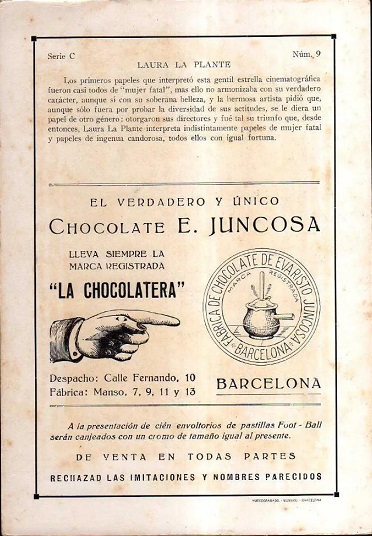 Serie C
Núm. 9
LAURA LA PLANTE
Los primeros papeles que interpretó esta gentil estrella cinematográfica
fueron casi todos de "mujer fatal", mas ello no armonizaba con su verdadero
carácter, aunque si con su soberana belleza, y la hermosa artista pidió que,
aunque sólo fuera por probar la diversidad de sus actitudes, se le diera un
papel de otro género: otorgaron sus directores y fué tal su triunfo que, desde
entonces, Laura La Plante interpreta indistintamente papeles de mujer fatal
y papeles de ingenua candorosa, todos ellos con igual fortuna.
EL VERDADERO Y ÚNICO
CHOCOLATE E. JUNCOSA
LLEVA SIEMPRE LA
MARCA REGISTRADA
"LA CHOCOLATERA"
FÁBRICA DE CHOCOLATE DE EVARISTO JUNCOSA
MARCA REGISTRADA
BARCELONA
Despacho: Calle Fernando, 10
Fábrica: Manso, 7, 9, 11 y 13
BARCELONA
A la presentación de cién envoltorios de pastillas Foot-Ball
serán canjeados con un cromo de tamaño igual al presente.
DE VENTA EN TODAS PARTES
RECHAZAD LAS IMITACIONES Y NOMBRES PARECIDOS
BARCELONA